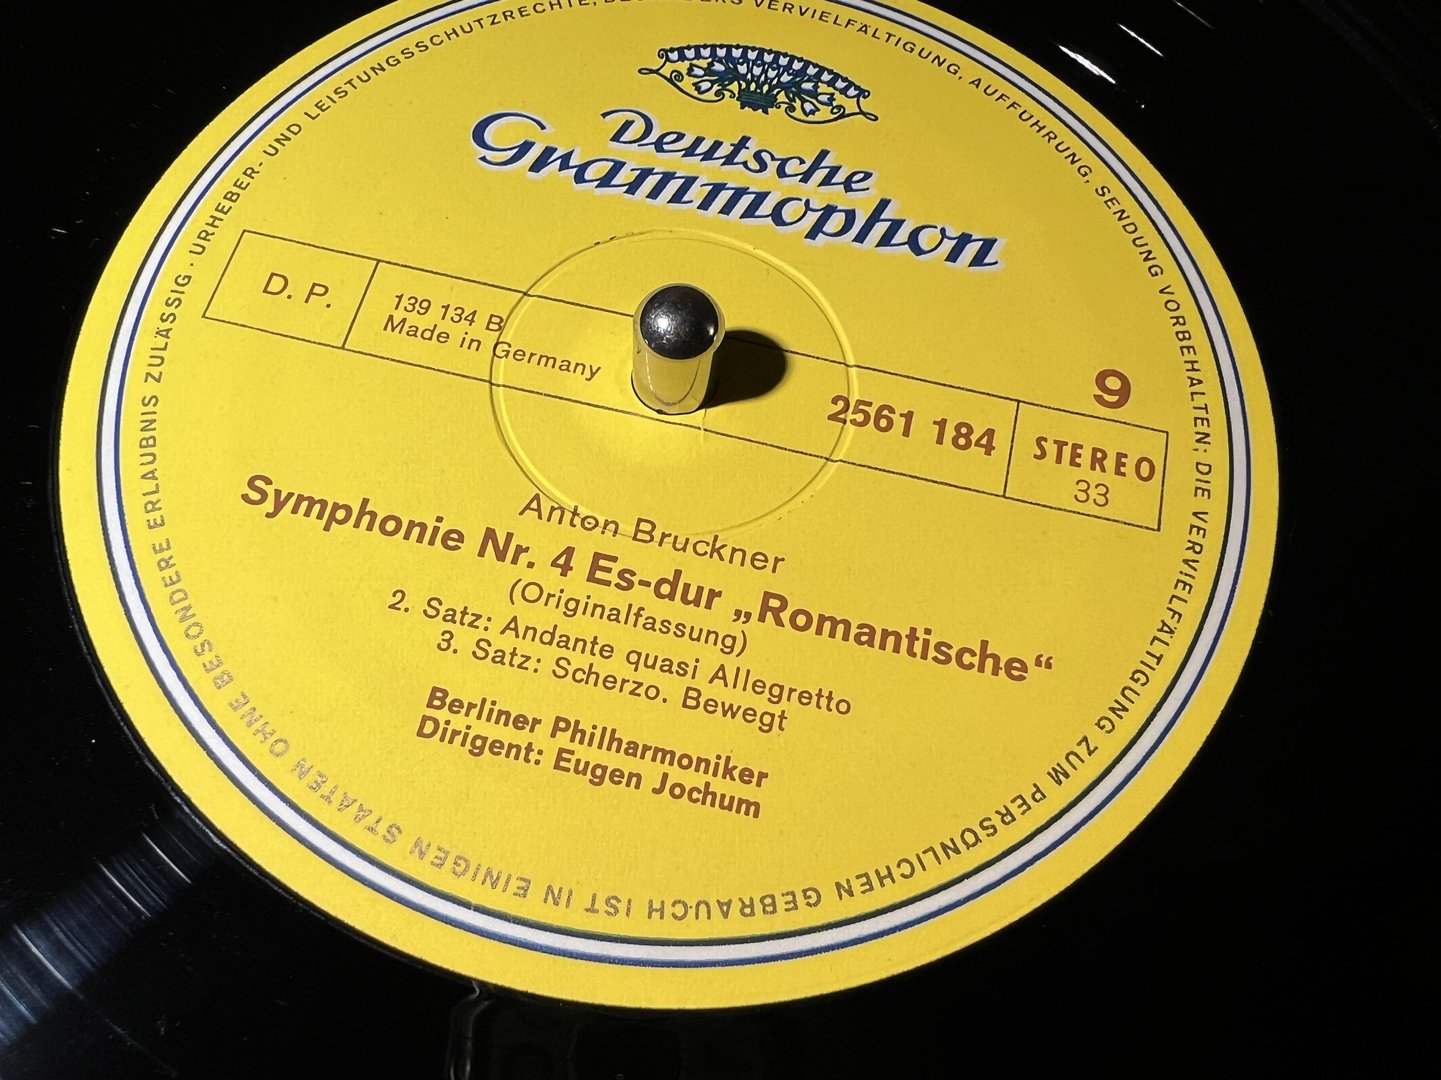 Deutsche
Grammophon
D. P.
139 134 B
Made in Germany
2561 184
9
STEREO
33
Anton Bruckner
Symphonie Nr. 4 Es-dur „Romantische“
(Originalfassung)
2. Satz: Andante quasi Allegretto
3. Satz: Scherzo. Bewegt
Berliner Philharmoniker
Dirigent: Eugen Jochum
URHEBER- UND LEISTUNGSSCHUTZRECHTE, BESONDERS VERVIELFÄLTIGUNG, AUFFÜHRUNG, SENDUNG VORBEHALTEN; DIE VERVIELFÄLTIGUNG ZUM PERSÖNLICHEN GEBRAUCH IST IN EINIGEN STAATEN OHNE BESONDERE ERLAUBNIS ZULÄSSIG ·